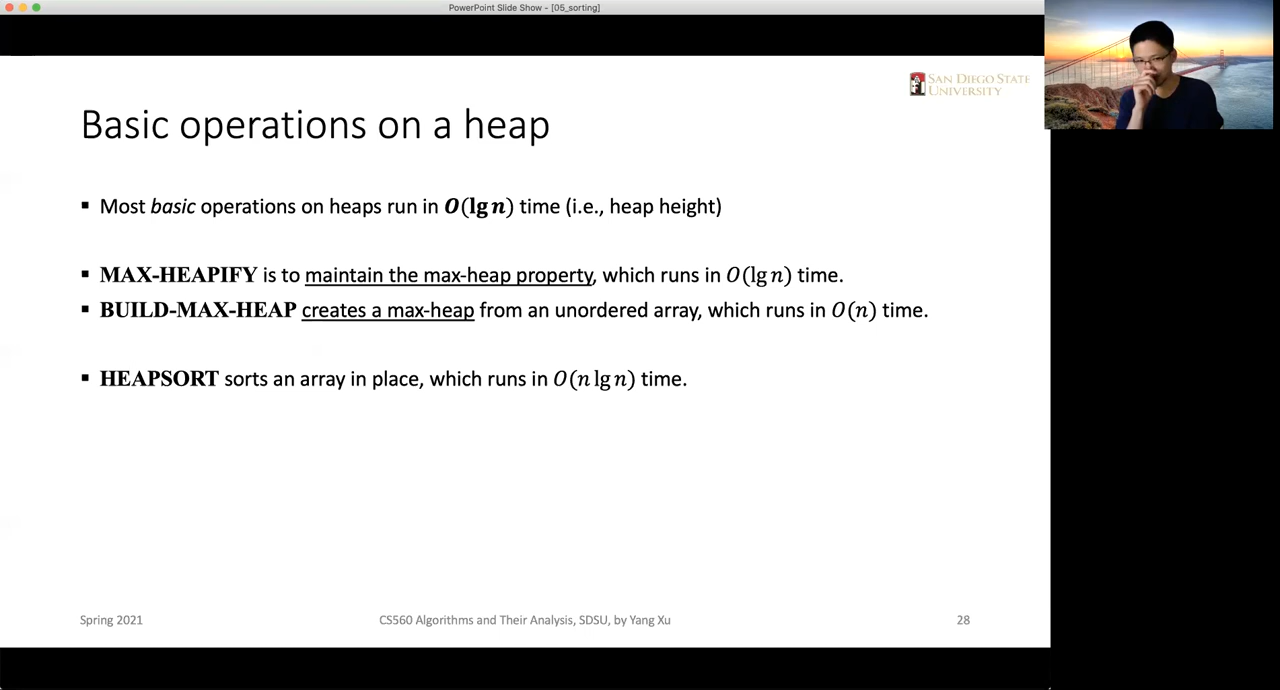 PowerPoint Slide Show - [05_sorting]
SAN DIEGO STATE
UNIVERSITY
Basic operations on a heap
▪ Most basic operations on heaps run in O(lg n) time (i.e., heap height)
▪ MAX-HEAPIFY is to maintain the max-heap property, which runs in O(lg n) time.
▪ BUILD-MAX-HEAP creates a max-heap from an unordered array, which runs in O(n) time.
▪ HEAPSORT sorts an array in place, which runs in O(n lg n) time.
Spring 2021
CS560 Algorithms and Their Analysis, SDSU, by Yang Xu
28